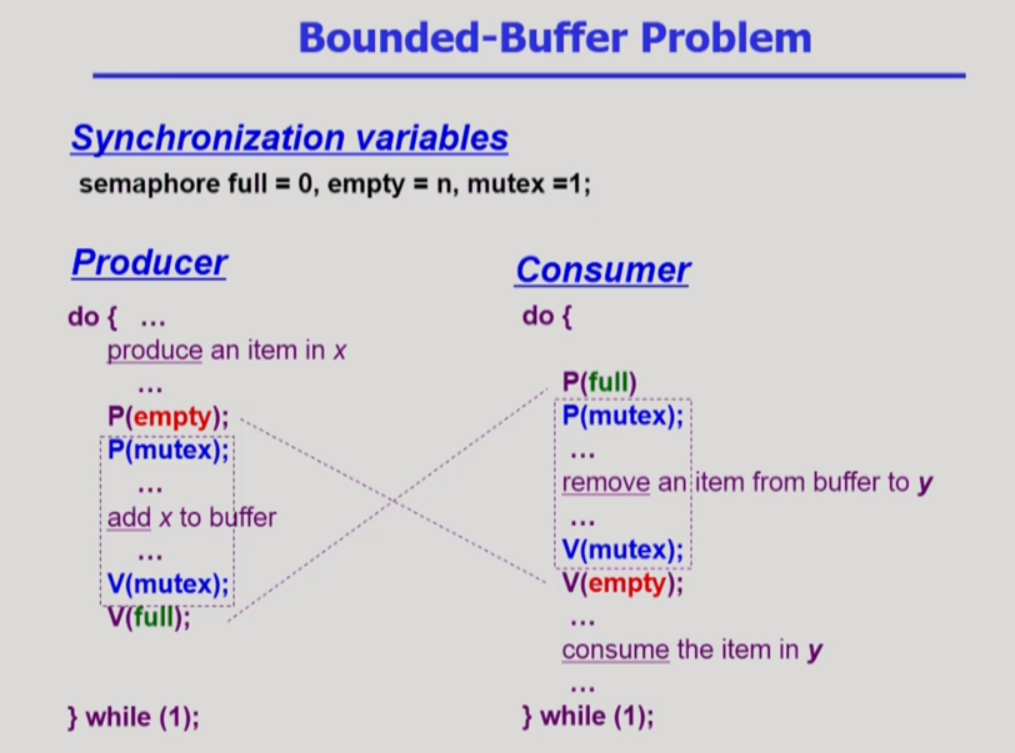 Bounded-Buffer Problem
Synchronization variables
semaphore full = 0, empty = n, mutex =1;
Producer
do { ...
produce an item in x
...
P(empty);
P(mutex);
...
add x to buffer
...
V(mutex);
V(full);
} while (1);
Consumer
do {
P(full)
P(mutex);
...
remove an item from buffer to y
...
V(mutex);
V(empty);
...
consume the item in y
...
} while (1);